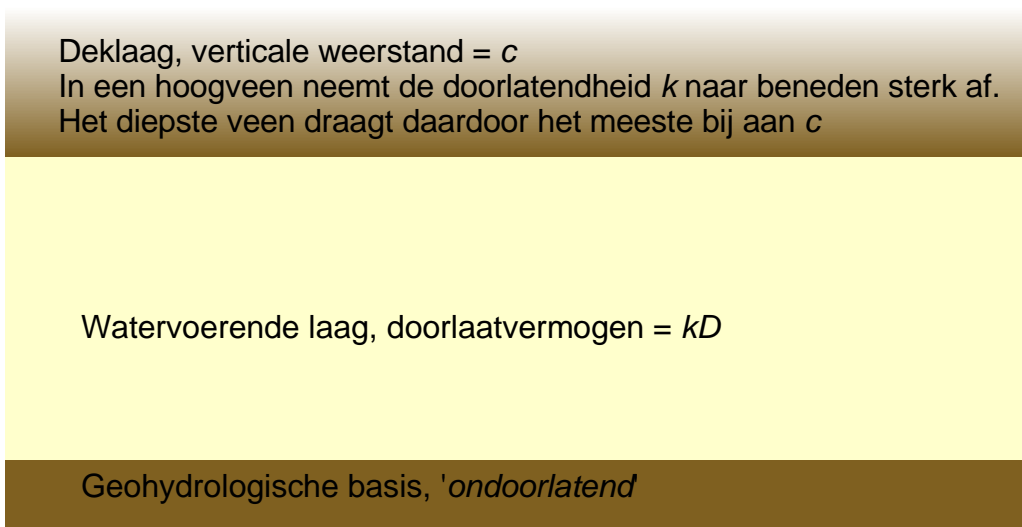 Deklaag, verticale weerstand = c
In een hoogveen neemt de doorlatendheid k naar beneden sterk af.
Het diepste veen draagt daardoor het meeste bij aan c
Watervoerende laag, doorlaatvermogen = kD
Geohydrologische basis, 'ondoorlatend'